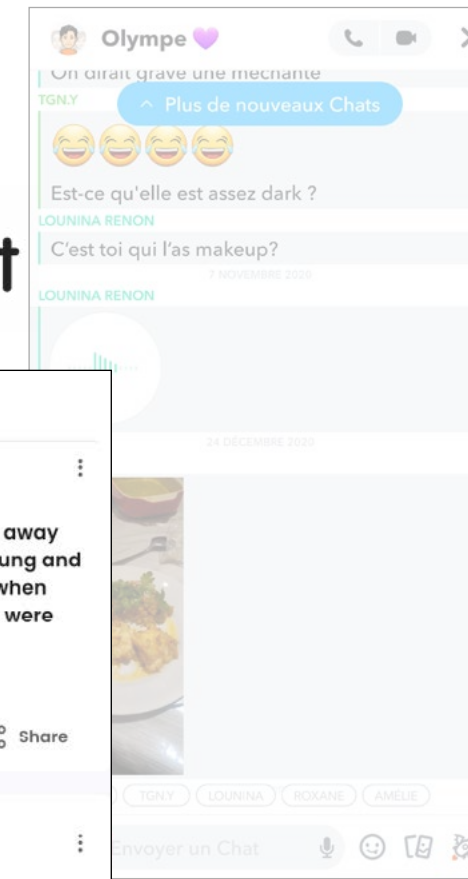 Olympe 💜
On dirait grave une méchante
TGN.Y
Plus de nouveaux Chats
😂😂😂😂
Est-ce qu'elle est assez dark ?
LOUNINA RENON
C'est toi qui l'as makeup?
7 NOVEMBRE 2020
LOUNINA RENON
24 DÉCEMBRE 2020
t
away
ung and
when
were
Share
TGN.Y
LOUNINA
ROXANE
AMÉLIE
Envoyer un Chat